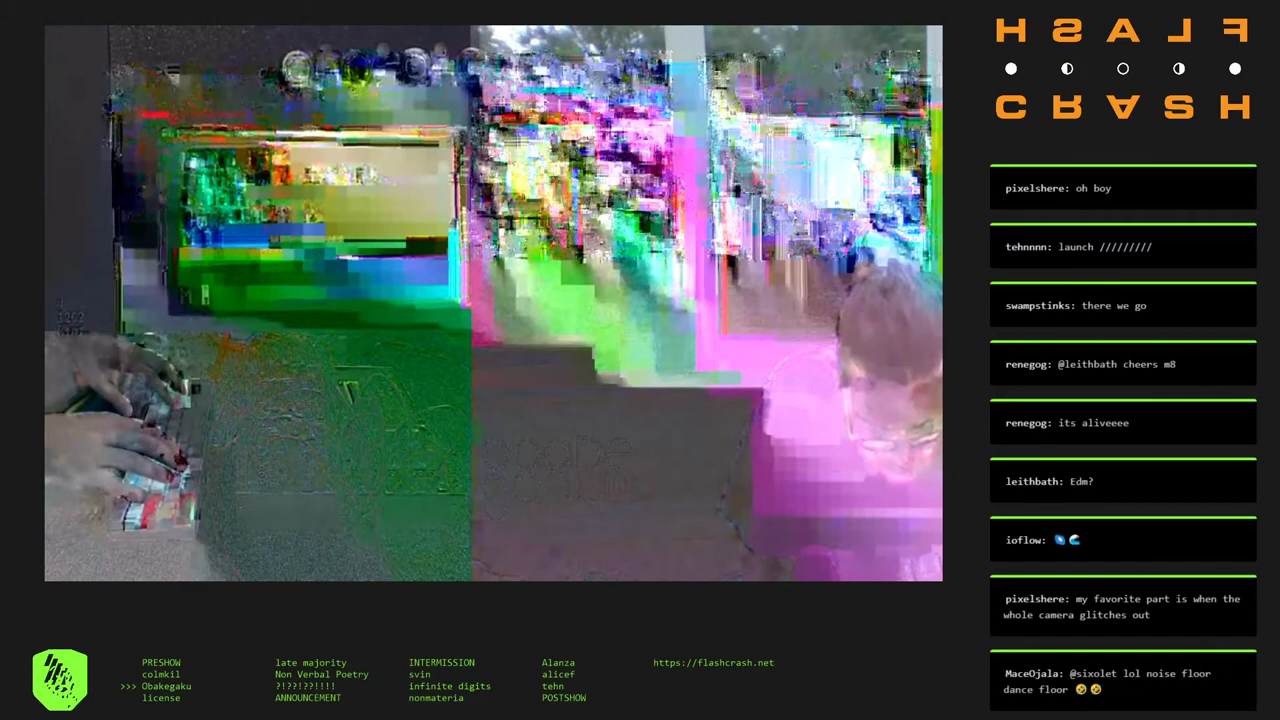 FLASH
CRASH
pixelshere: oh boy
tehnnnn: launch /////////
swampstinks: there we go
renegog: @leithbath cheers m8
renegog: its aliveeee
leithbath: Edm?
ioflow: 🌌🌊
pixelshere: my favorite part is when the
whole camera glitches out
MaceOjala: @sixolet lol noise floor
dance floor 🤣🤣
PRESHOW
colmkil
>>> Obakegaku
license
late majority
Non Verbal Poetry
?!??!??!!!!
ANNOUNCEMENT
INTERMISSION
svin
infinite digits
nonmateria
Alanza
alicef
tehn
POSTSHOW
https://flashcrash.net